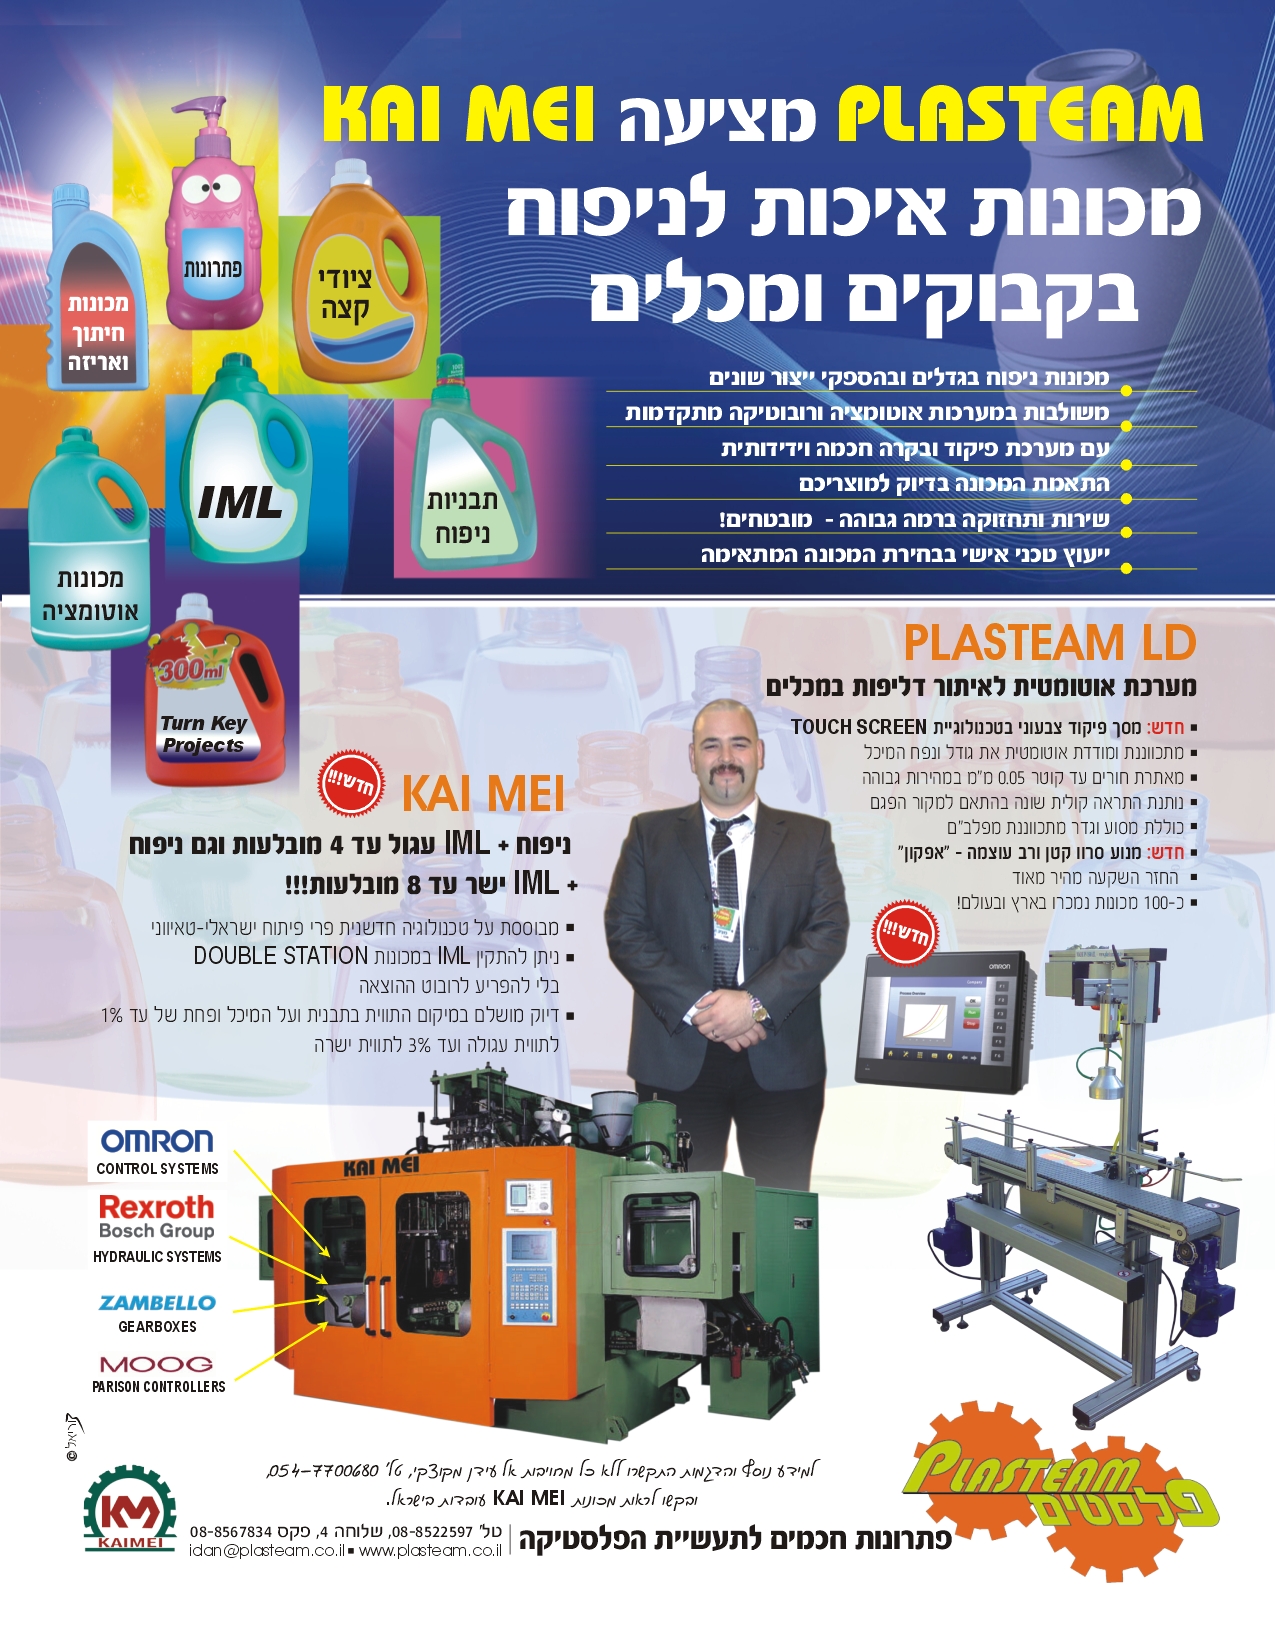 PLASTEAM מציעה KAI MEI
מכונות איכות לניפוח
בקבוקים ומכלים
מכונות ניפוח בגדלים ובהספקי ייצור שונים
משולבות במערכות אוטומציה ורובוטיקה מתקדמות
עם מערכת פיקוד ובקרה חכמה וידידותית
התאמת המכונה בדיוק למוצריכם
שירות ותחזוקה ברמה גבוהה - מובטחים!
ייעוץ טכני אישי בבחירת המכונה המתאימה
פתרונות
ציודי
קצה
מכונות
חיתוך
ואריזה
IML
תבניות
ניפוח
מכונות
אוטומציה
300ml
Turn Key
Projects
PLASTEAM LD
מערכת אוטומטית לאיתור דליפות במכלים
▪ חדש: מסך פיקוד צבעוני בטכנולוגיית TOUCH SCREEN
▪ מתכווננת ומודדת אוטומטית את גודל ונפח המיכל
▪ מאתרת חורים עד קוטר 0.05 מ"מ במהירות גבוהה
▪ נותנת התראה קולית שונה בהתאם למקור הפגם
▪ כוללת מסוע וגדר מתכווננת מפלב"ם
▪ חדש: מנוע סרוו קטן ורב עוצמה - "אפקון"
▪ החזר השקעה מהיר מאוד
▪ כ-100 מכונות נמכרו בארץ ובעולם!
חדש!!!
OMRON
חדש!!!
KAI MEI
ניפוח + IML עגול עד 4 מובלעות וגם ניפוח
+ IML ישר עד 8 מובלעות!!!
▪ מבוססת על טכנולוגיה חדשנית פרי פיתוח ישראלי-טאיווני
▪ ניתן להתקין IML במכונות DOUBLE STATION
בלי להפריע לרובוט ההוצאה
▪ דיוק מושלם במיקום התווית בתבנית ועל המיכל ופחת של עד 1%
לתווית עגולה ועד 3% לתווית ישרה
OMRON
CONTROL SYSTEMS
Rexroth
Bosch Group
HYDRAULIC SYSTEMS
ZAMBELLO
GEARBOXES
MOOG
PARISON CONTROLLERS
KAI MEI
© אוריאל
למידע נוסף והדגמות התקשרו ללא כל מחויבות אל עידן מקוצקי, טל' 054-7700680,
ובקשו לראות מכונות KAI MEI עובדות בישראל.
PLASTEAM
פלסטים
KM
KAIMEI
פתרונות חכמים לתעשיית הפלסטיקה
טל' 08-8522597, שלוחה 4, פקס 08-8567834
idan@plasteam.co.il ▪ www.plasteam.co.il